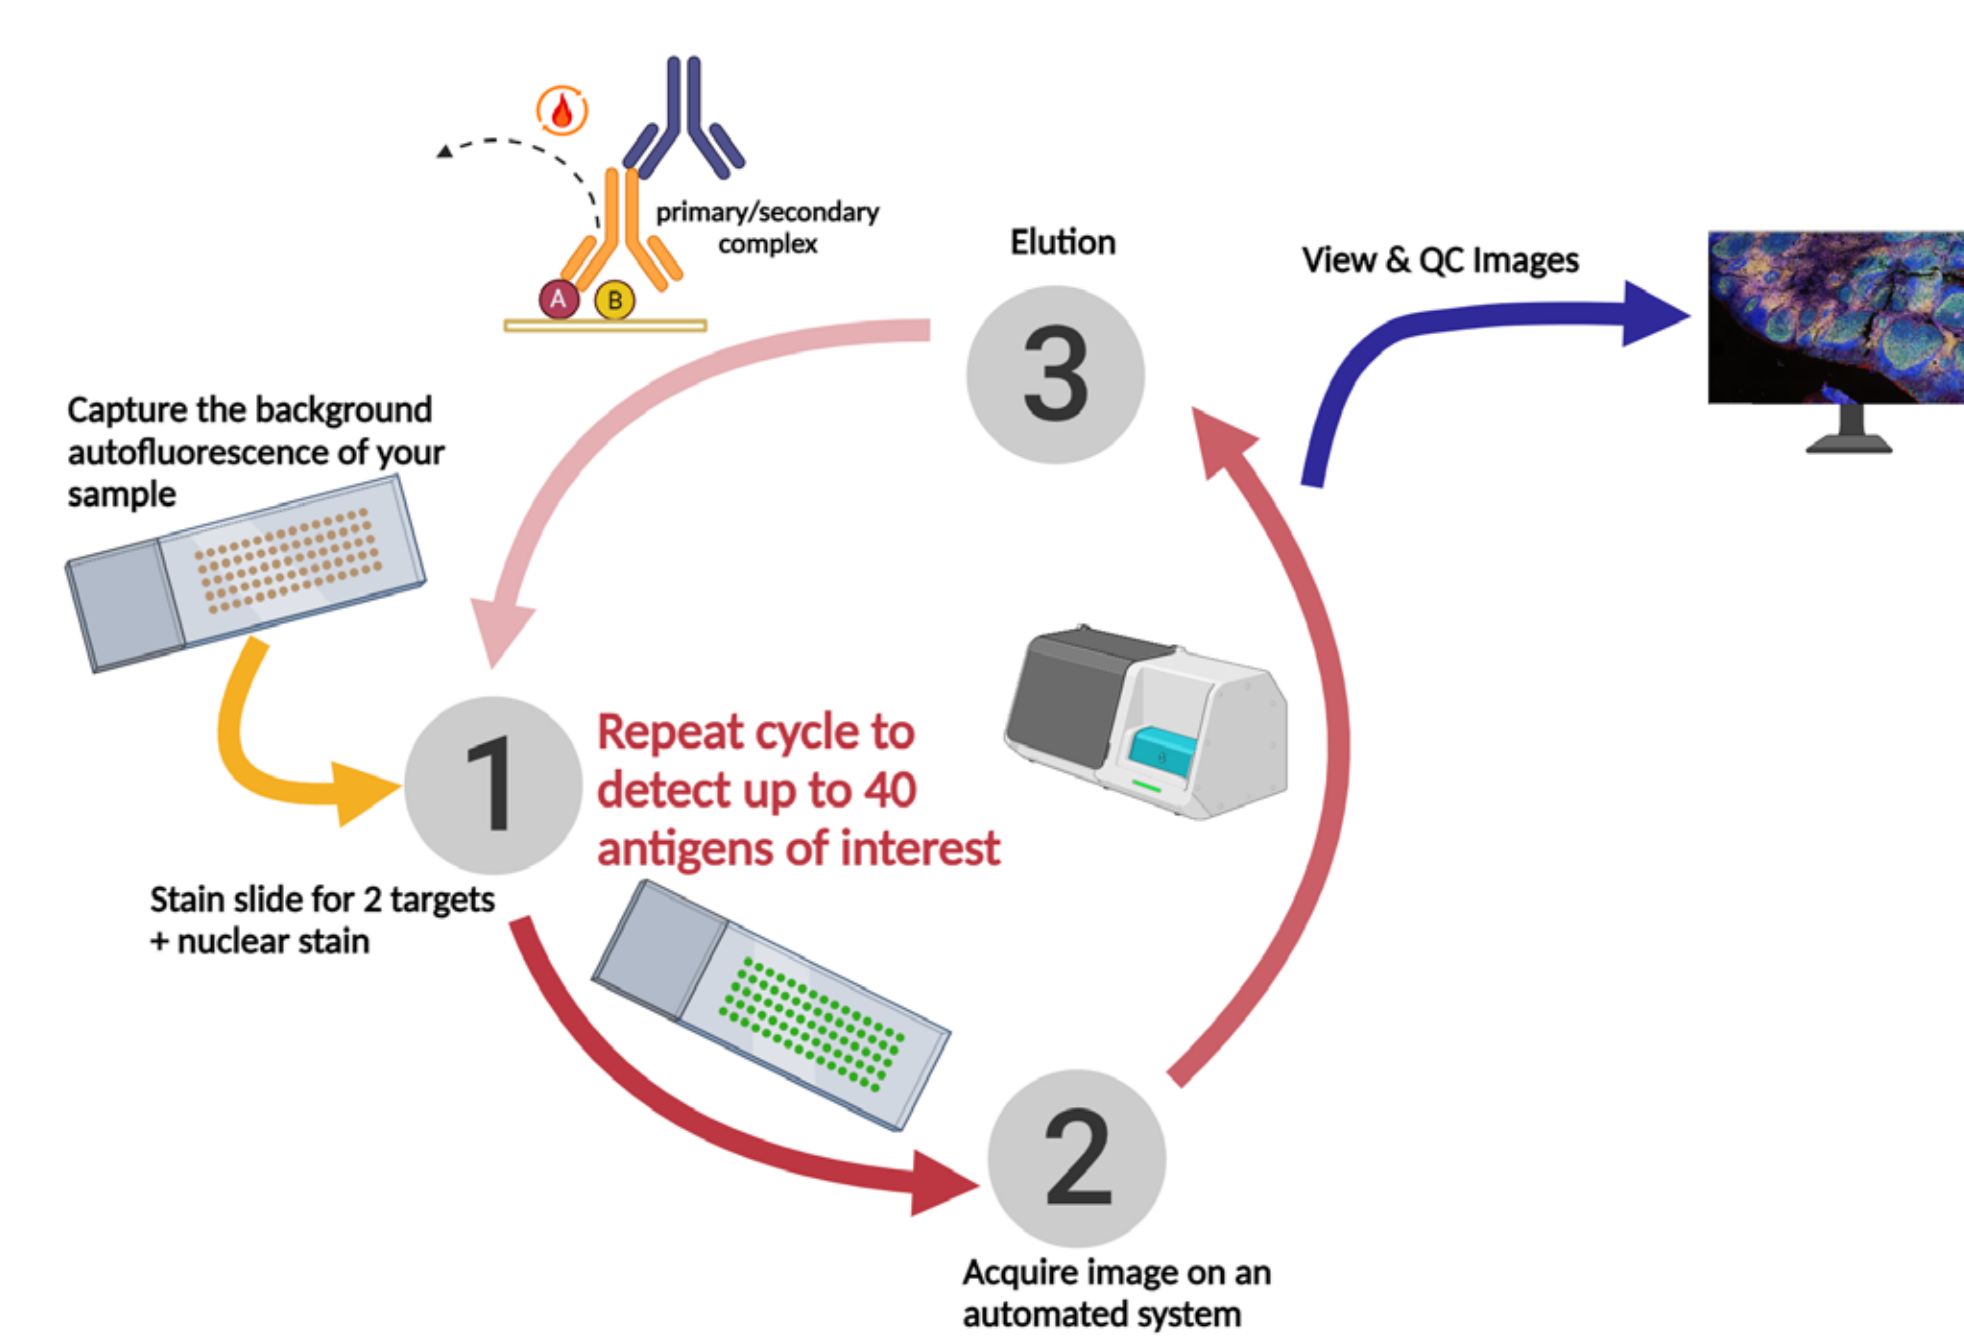 primary/secondary
complex
A
B
Elution
3
View & QC Images
Capture the background
autofluorescence of your
sample
1
Repeat cycle to
detect up to 40
antigens of interest
Stain slide for 2 targets
+ nuclear stain
2
Acquire image on an
automated system